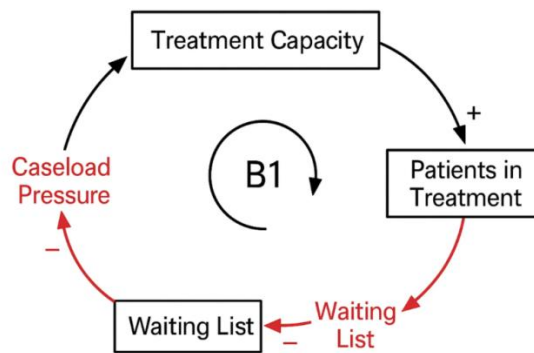 Treatment Capacity
+
Patients in
Treatment
Waiting
List
–
Waiting List
–
Caseload
Pressure
B1